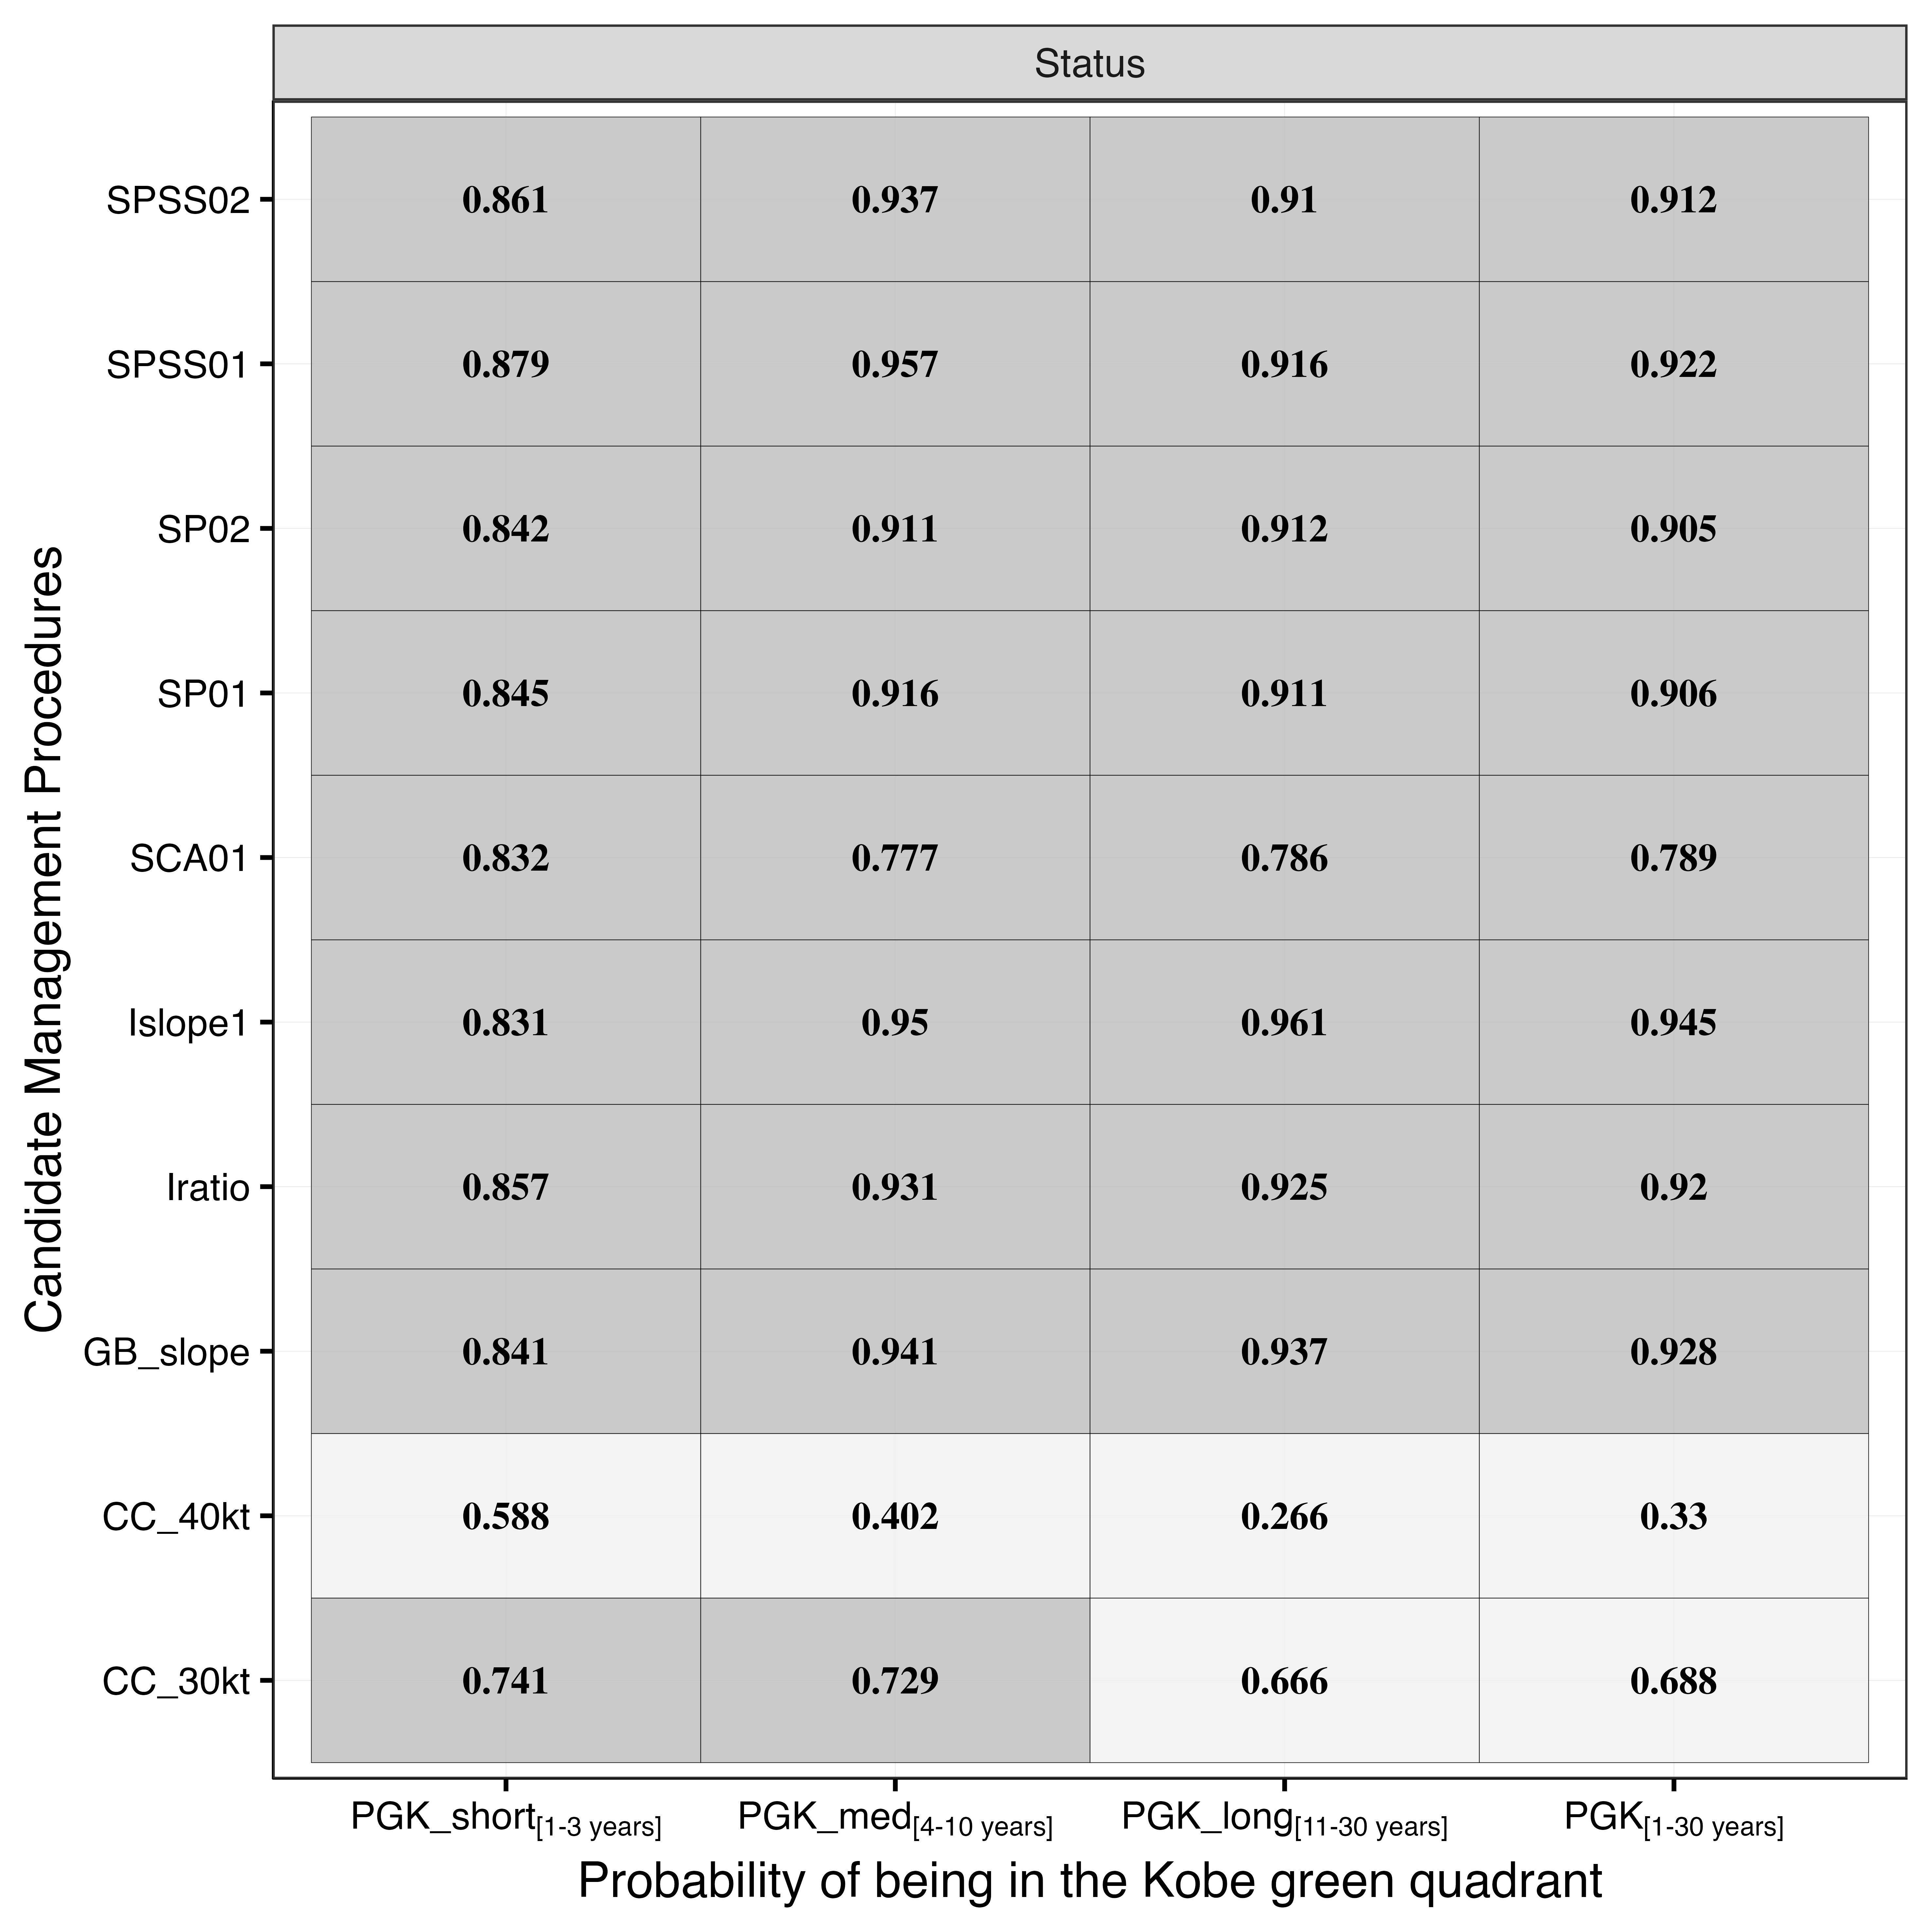 Status
Candidate Management Procedures
SPSS02 0.861 0.937 0.91 0.912
SPSS01 0.879 0.957 0.916 0.922
SP02 0.842 0.911 0.912 0.905
SP01 0.845 0.916 0.911 0.906
SCA01 0.832 0.777 0.786 0.789
Islope1 0.831 0.95 0.961 0.945
Iratio 0.857 0.931 0.925 0.92
GB_slope 0.841 0.941 0.937 0.928
CC_40kt 0.588 0.402 0.266 0.33
CC_30kt 0.741 0.729 0.666 0.688
PGK_short[1-3 years] PGK_med[4-10 years] PGK_long[11-30 years] PGK[1-30 years]
Probability of being in the Kobe green quadrant